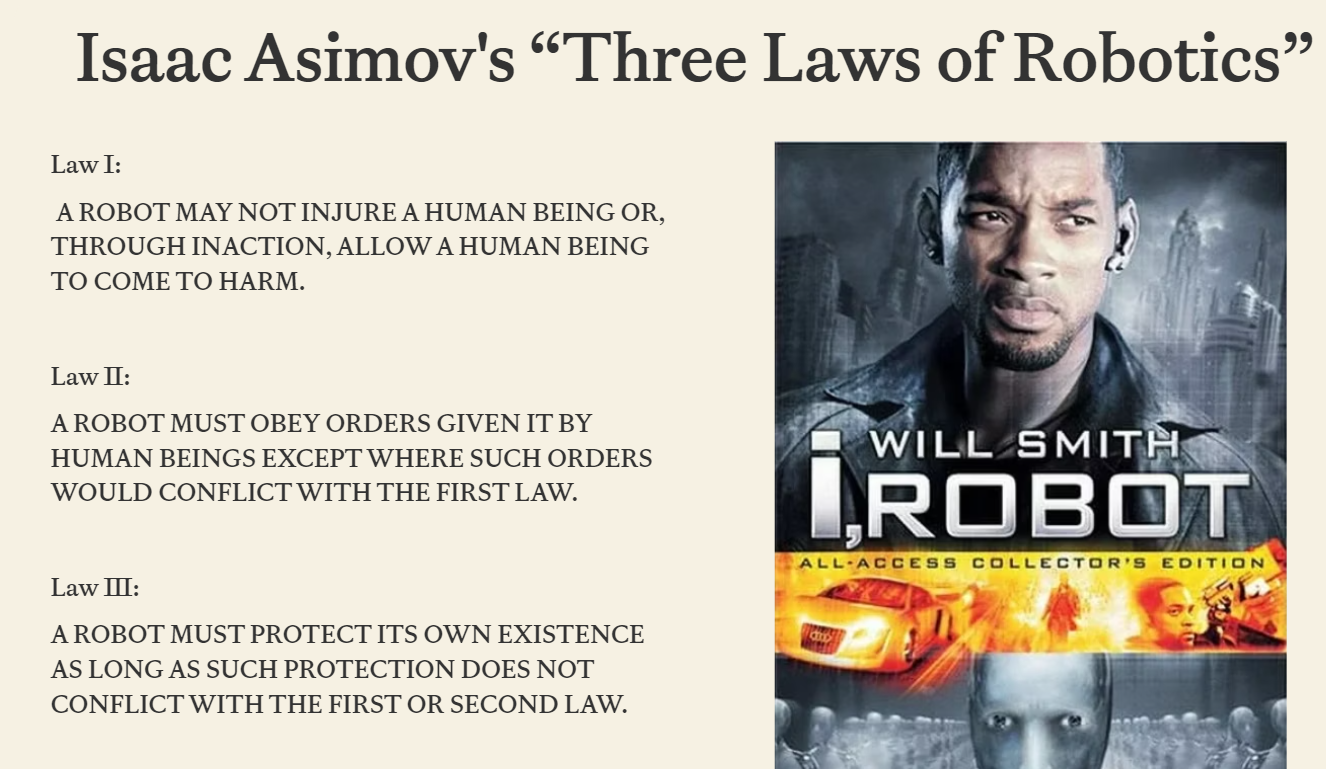 Isaac Asimov's “Three Laws of Robotics”
Law I:
A ROBOT MAY NOT INJURE A HUMAN BEING OR,
THROUGH INACTION, ALLOW A HUMAN BEING
TO COME TO HARM.
Law II:
A ROBOT MUST OBEY ORDERS GIVEN IT BY
HUMAN BEINGS EXCEPT WHERE SUCH ORDERS
WOULD CONFLICT WITH THE FIRST LAW.
Law III:
A ROBOT MUST PROTECT ITS OWN EXISTENCE
AS LONG AS SUCH PROTECTION DOES NOT
CONFLICT WITH THE FIRST OR SECOND LAW.
WILL SMITH
i,ROBOT
ALL-ACCESS COLLECTOR'S EDITION